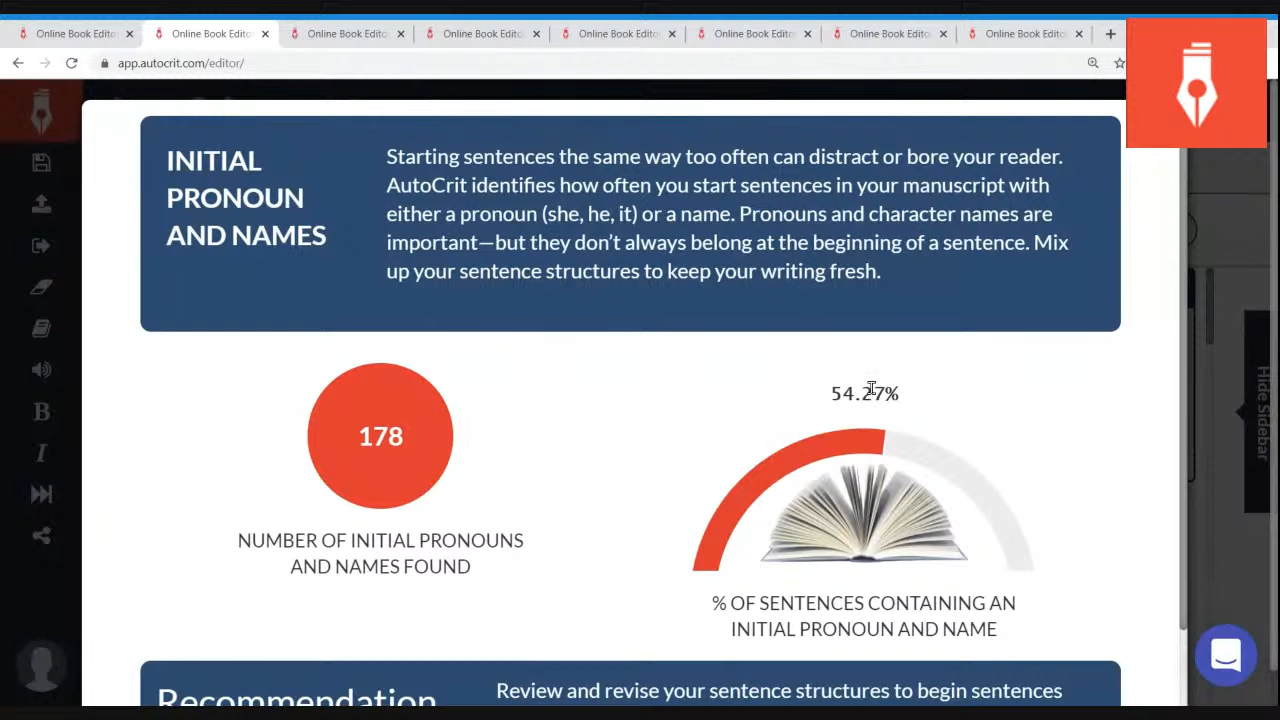 Online Book Edito
Online Book Edito
Online Book Edito
Online Book Edito
Online Book Edito
Online Book Edito
Online Book Edito
Online Book Edito
app.autocrit.com/editor/
INITIAL
PRONOUN
AND NAMES
Starting sentences the same way too often can distract or bore your reader.
AutoCrit identifies how often you start sentences in your manuscript with
either a pronoun (she, he, it) or a name. Pronouns and character names are
important—but they don't always belong at the beginning of a sentence. Mix
up your sentence structures to keep your writing fresh.
178
NUMBER OF INITIAL PRONOUNS
AND NAMES FOUND
54.27%
% OF SENTENCES CONTAINING AN
INITIAL PRONOUN AND NAME
Recommendation
Review and revise your sentence structures to begin sentences
B
I
Hide Sidebar